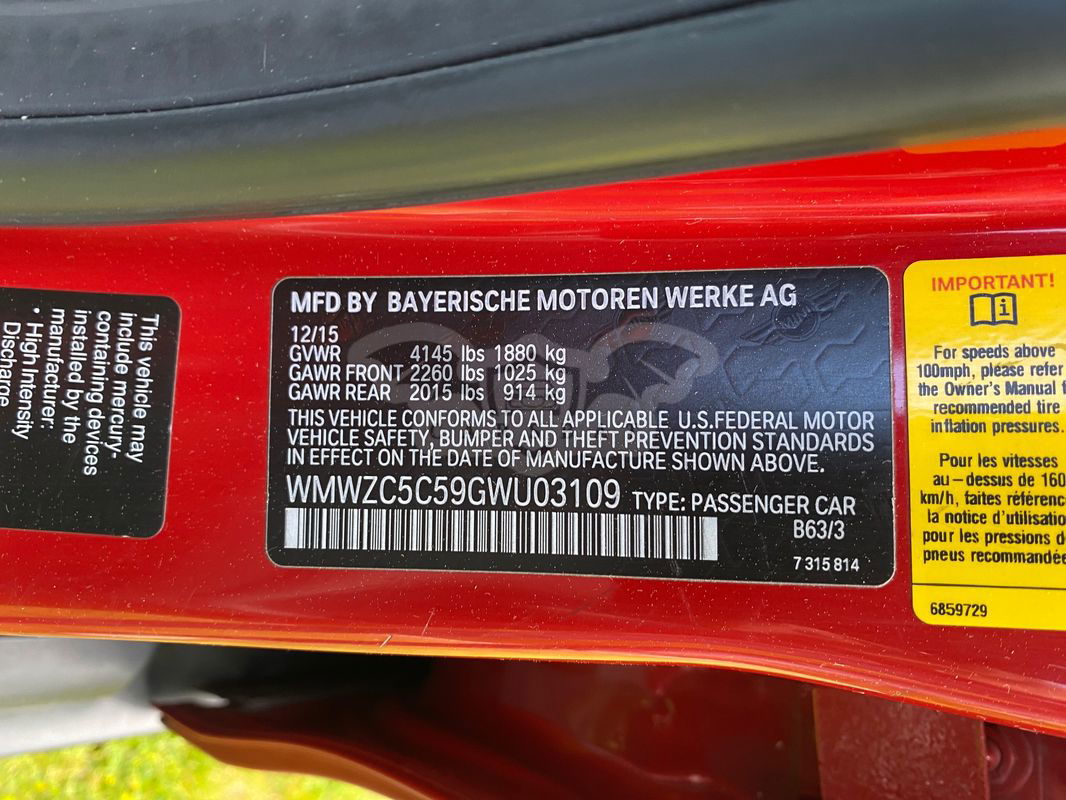 This vehicle may
include mercury-
containing devices
installed by the
manufacturer:
• High Intensity
Discharge
MFD BY BAYERISCHE MOTOREN WERKE AG
12/15
GVWR 4145 lbs 1880 kg
GAWR FRONT 2260 lbs 1025 kg
GAWR REAR 2015 lbs 914 kg
THIS VEHICLE CONFORMS TO ALL APPLICABLE U.S.FEDERAL MOTOR
VEHICLE SAFETY, BUMPER AND THEFT PREVENTION STANDARDS
IN EFFECT ON THE DATE OF MANUFACTURE SHOWN ABOVE.
WMWZC5C59GWU03109 TYPE: PASSENGER CAR
B63/3
7 315 814
IMPORTANT!
For speeds above
100mph, please refer
the Owner's Manual
recommended tire
inflation pressures.
Pour les vitesses
au-dessus de 160
km/h, faites
la notice d'utilisation
pour les pressions
pneus
6859729